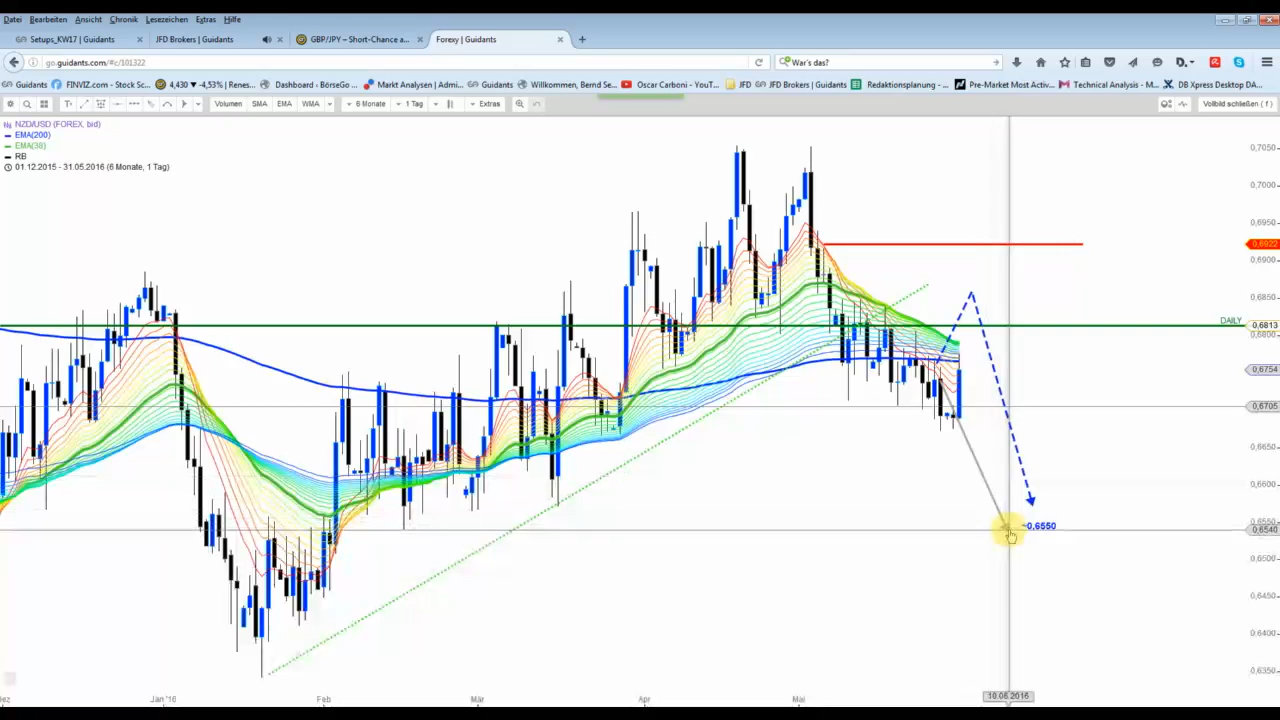 Datei Bearbeiten Ansicht Chronik Lesezeichen Extras Hilfe
Setups_KW17 | Guidants × JFD Brokers | Guidants × GBP/JPY – Short-Chance a... × Forexy | Guidants × +
go.guidants.com/#c/101322 War's das?
Guidants FINVIZ.com - Stock Sc... 4,430 ▾ -4,53% | Renes... Dashboard ‹ BörseGo ... Markt Analysen | Admini... GoGuidants Willkommen, Bernd Se... Oscar Carboni - YouTube JFD JFD Brokers | Guidants Redaktionsplanung - ... Pre-Market Most Activ... Technical Analysis - M... DB Xpress Desktop DA...
Volumen SMA EMA WMA 6 Monate 1 Tag Extras Vollbild schließen ( f )
NZD/USD (FOREX, bid)
EMA(200)
EMA(38)
RB
01.12.2015 - 31.05.2016 (6 Monate, 1 Tag)
0,7050
0,7000
0,6950
0,6922
0,6900
0,6850
DAILY 0,6813
0,6800
0,6754
0,6705
0,6650
0,6600
0,6550
~0,6550
0,6540
0,6500
0,6450
0,6400
0,6350
Jan '16 Feb Mär Apr Mai 10.06.2016